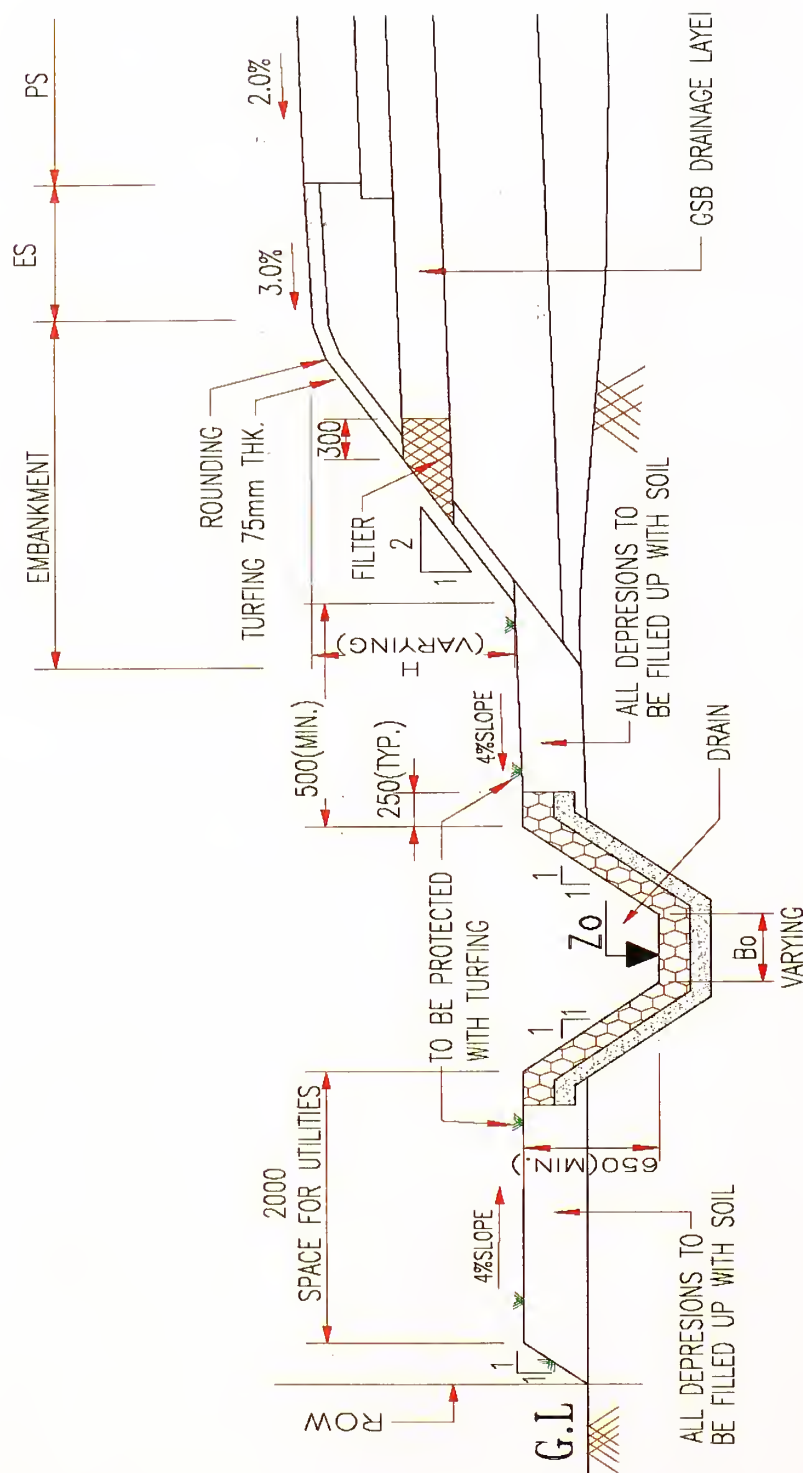 PS
ES
EMBANKMENT
2.0%
3.0%
ROUNDING
TURFING 75mm THK.
300
FILTER
2
1
GSB DRAINAGE LAYE
H
(VARYING)
500(MIN.)
250(TYP.)
4%SLOPE
ALL DEPRESIONS TO
BE FILLED UP WITH SOIL
DRAIN
TO BE PROTECTED
WITH TURFING
1
1
Zo
Bo
VARYING
1
1
2000
SPACE FOR UTILITIES
650(MIN.)
4%SLOPE
ALL DEPRESIONS TO
BE FILLED UP WITH SOIL
1
1
ROW
G.L